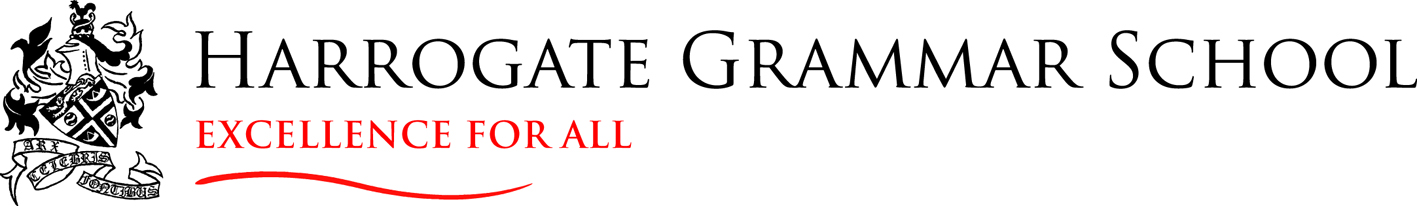 HARROGATE GRAMMAR SCHOOL
EXCELLENCE FOR ALL
ARX
CELEBRIS
FONTIBUS